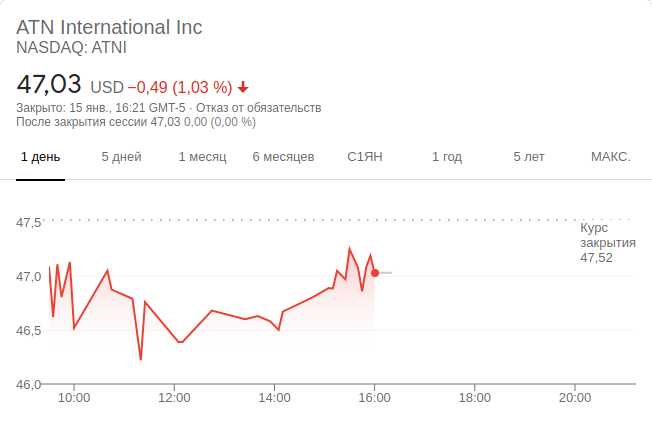 ATN International Inc
NASDAQ: ATNI
47,03 USD −0,49 (1,03 %)
Закрыто: 15 янв., 16:21 GMT-5 · Отказ от обязательств
После закрытия сессии 47,03 0,00 (0,00 %)
1 день 5 дней 1 месяц 6 месяцев С1ЯН 1 год 5 лет МАКС.
47,5
Курс
закрытия
47,52
47,0
46,5
46,0
10:00 12:00 14:00 16:00 18:00 20:00